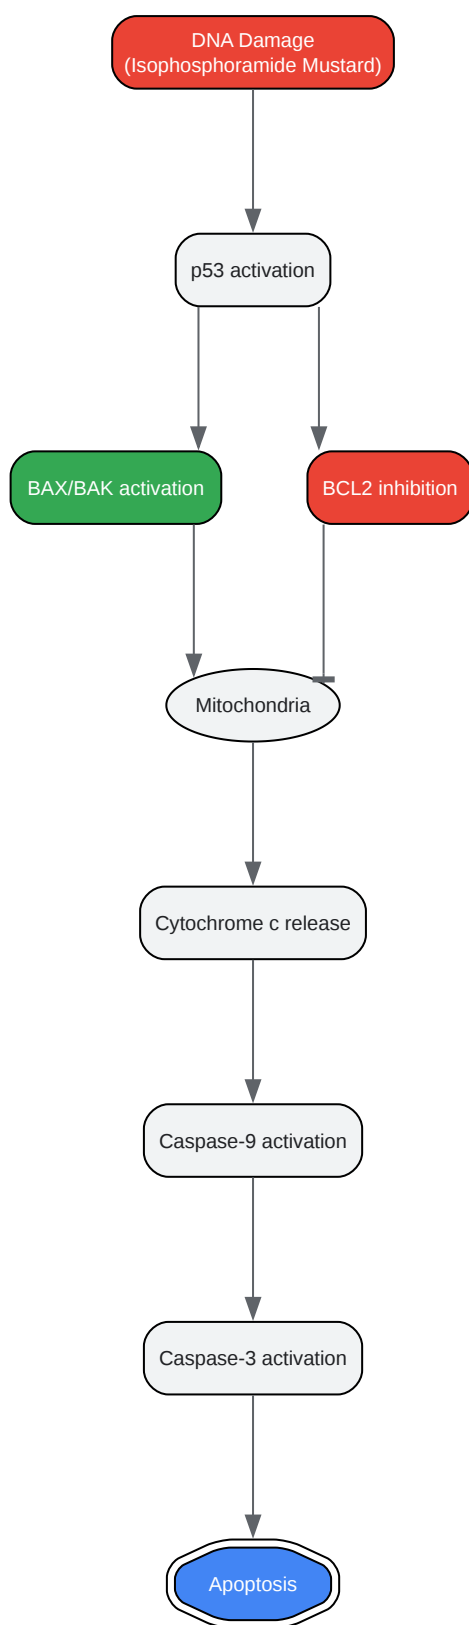 DNA Damage
(Isophosphoramide Mustard)
p53 activation
BAX/BAK activation
BCL2 inhibition
Mitochondria
Cytochrome c release
Caspase-9 activation
Caspase-3 activation
Apoptosis